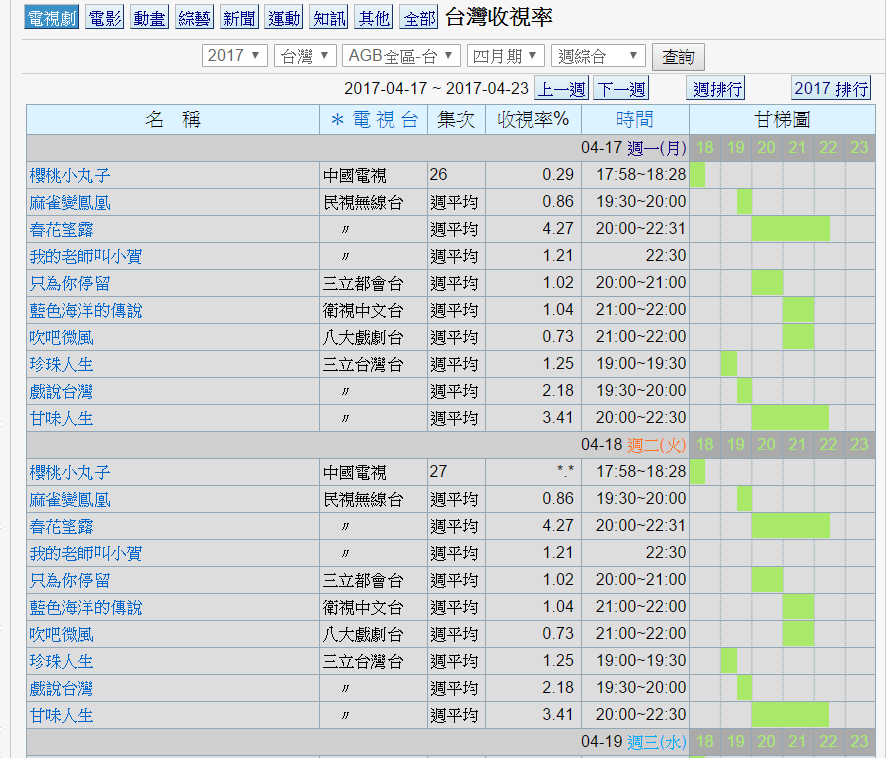 電視劇 電影 動畫 綜藝 新聞 運動 知訊 其他 全部 台灣收視率
2017 ▼ 台灣 ▼ AGB全區-台 ▼ 四月期 ▼ 週綜合 ▼ 查詢
2017-04-17 ~ 2017-04-23 上一週 下一週 週排行 2017 排行
名 稱 ＊電視台 集次 收視率% 時間 甘梯圖
04-17 週一(月) 18 19 20 21 22 23
櫻桃小丸子 中國電視 26 0.29 17:58~18:28
麻雀變鳳凰 民視無線台 週平均 0.86 19:30~20:00
春花望露 〃 週平均 4.27 20:00~22:31
我的老師叫小賀 〃 週平均 1.21 22:30
只為你停留 三立都會台 週平均 1.02 20:00~21:00
藍色海洋的傳說 衛視中文台 週平均 1.04 21:00~22:00
吹吧微風 八大戲劇台 週平均 0.73 21:00~22:00
珍珠人生 三立台灣台 週平均 1.25 19:00~19:30
戲說台灣 〃 週平均 2.18 19:30~20:00
甘味人生 〃 週平均 3.41 20:00~22:30
04-18 週二(火) 18 19 20 21 22 23
櫻桃小丸子 中國電視 27 *.* 17:58~18:28
麻雀變鳳凰 民視無線台 週平均 0.86 19:30~20:00
春花望露 〃 週平均 4.27 20:00~22:31
我的老師叫小賀 〃 週平均 1.21 22:30
只為你停留 三立都會台 週平均 1.02 20:00~21:00
藍色海洋的傳說 衛視中文台 週平均 1.04 21:00~22:00
吹吧微風 八大戲劇台 週平均 0.73 21:00~22:00
珍珠人生 三立台灣台 週平均 1.25 19:00~19:30
戲說台灣 〃 週平均 2.18 19:30~20:00
甘味人生 〃 週平均 3.41 20:00~22:30
04-19 週三(水) 18 19 20 21 22 23